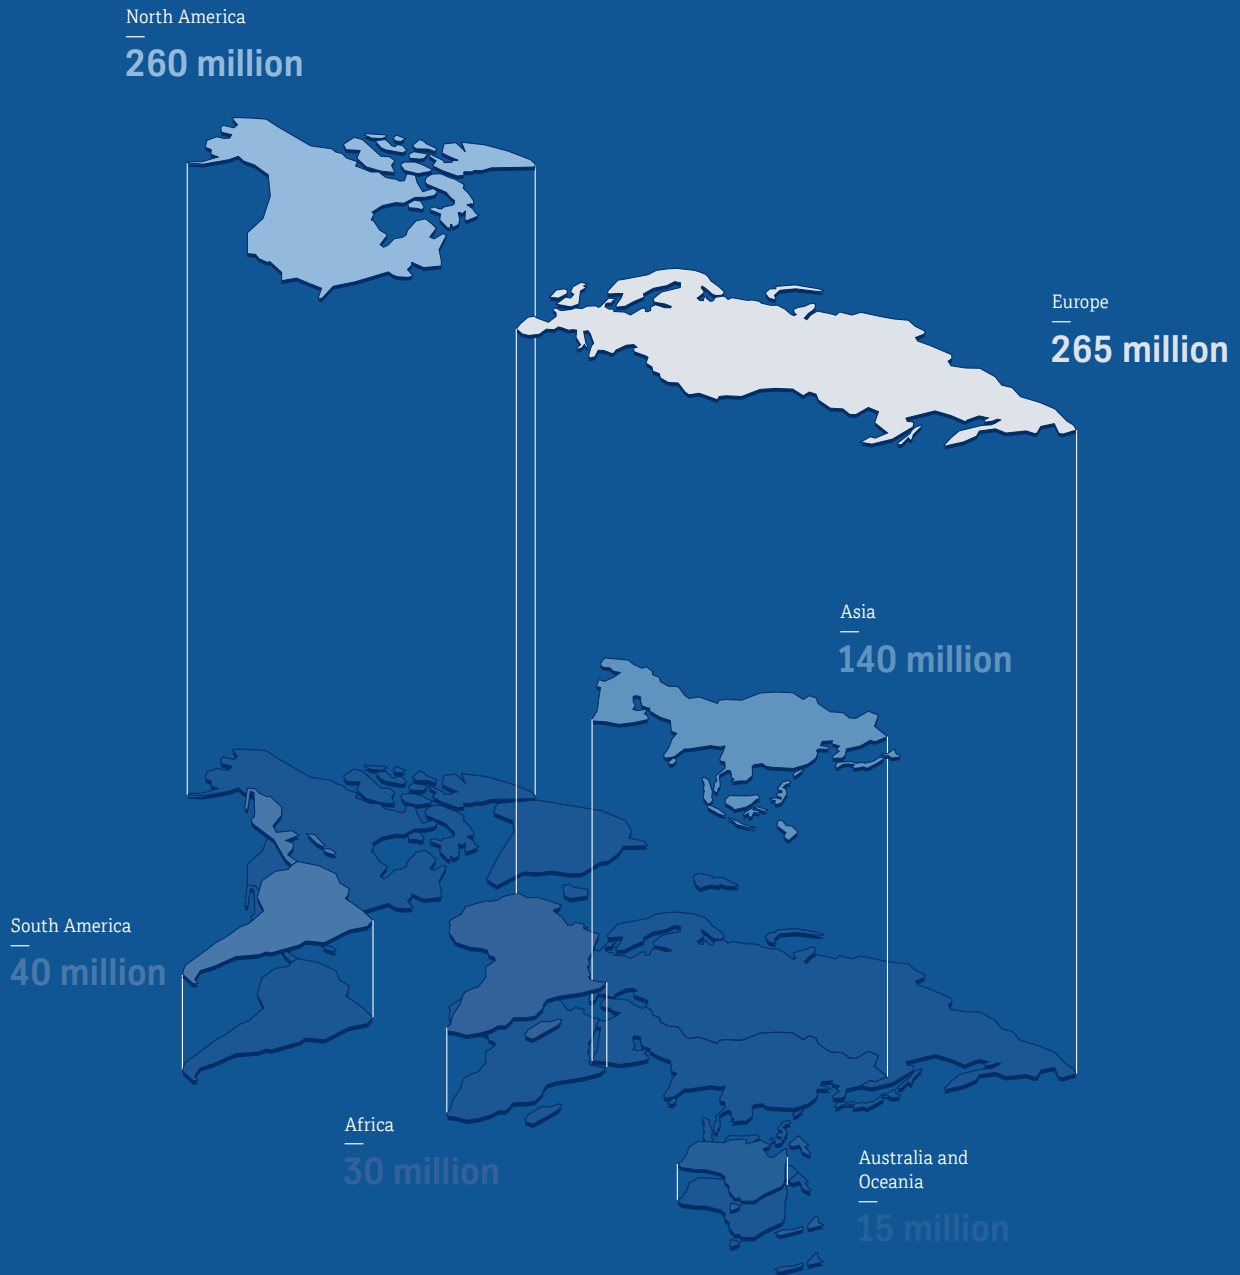 North America
260 million
Europe
265 million
Asia
140 million
South America
40 million
Africa
30 million
Australia and
Oceania
15 million